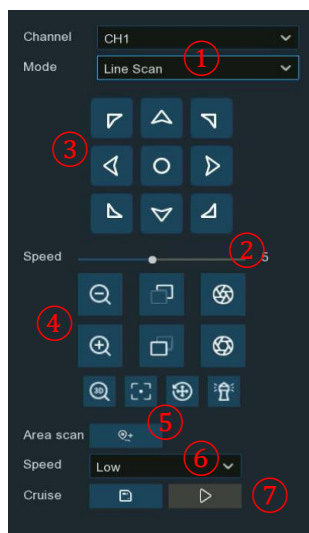 Channel CH1
Mode Line Scan ①
③
Speed ② 5
④
3D
Area scan ⑤
Speed Low ⑥
Cruise ⑦